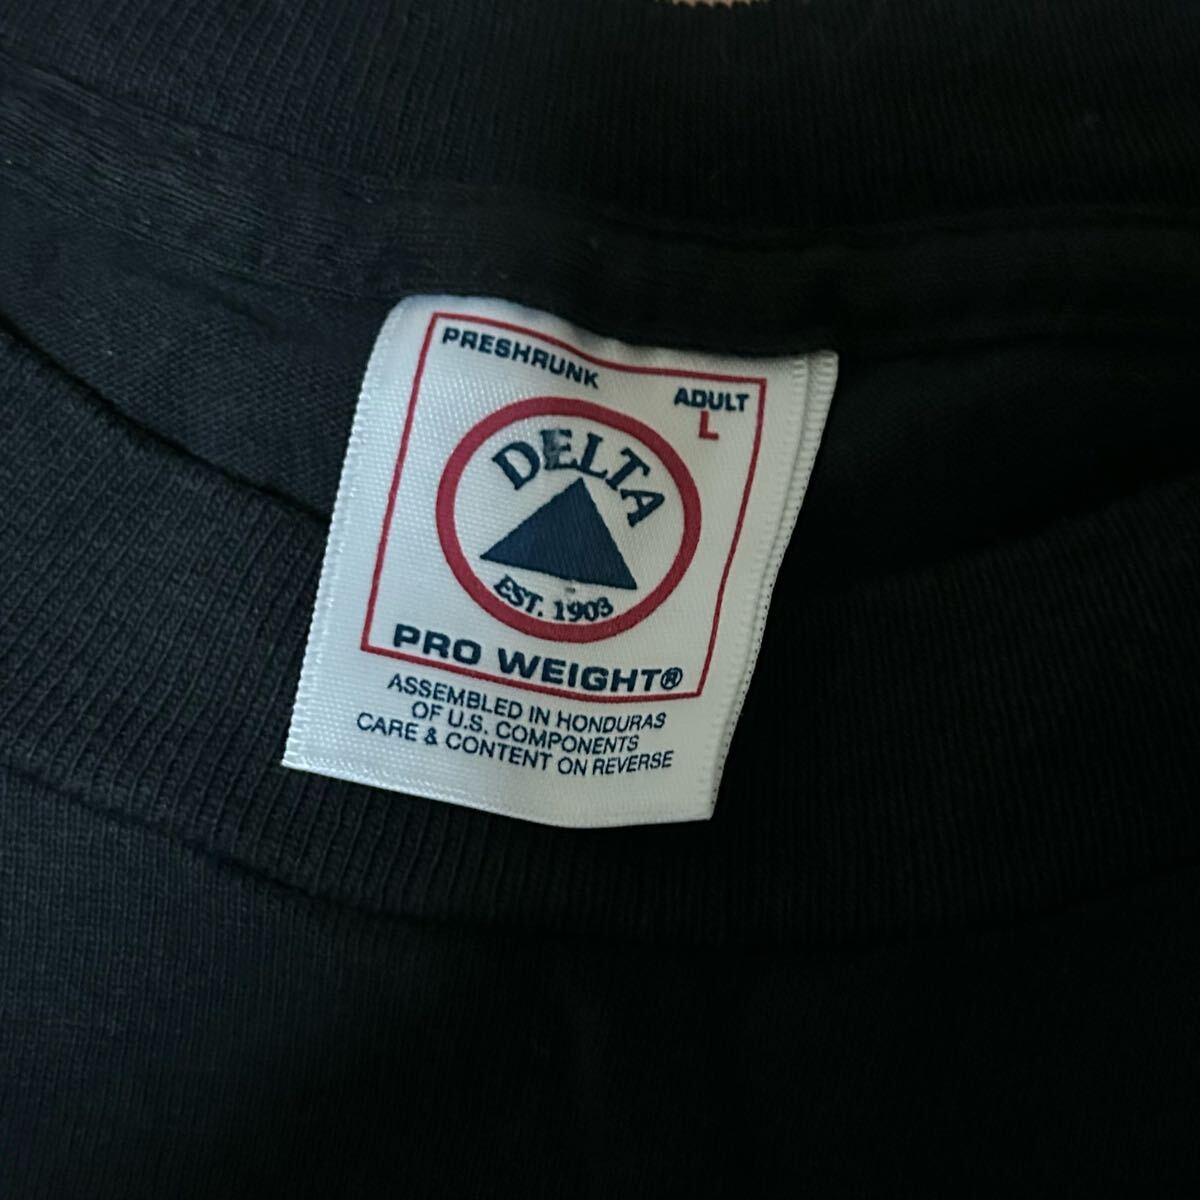 PRESHRUNK
ADULT
L
DELTA
EST. 1903
PRO WEIGHT®
ASSEMBLED IN HONDURAS
OF U.S. COMPONENTS
CARE & CONTENT ON REVERSE